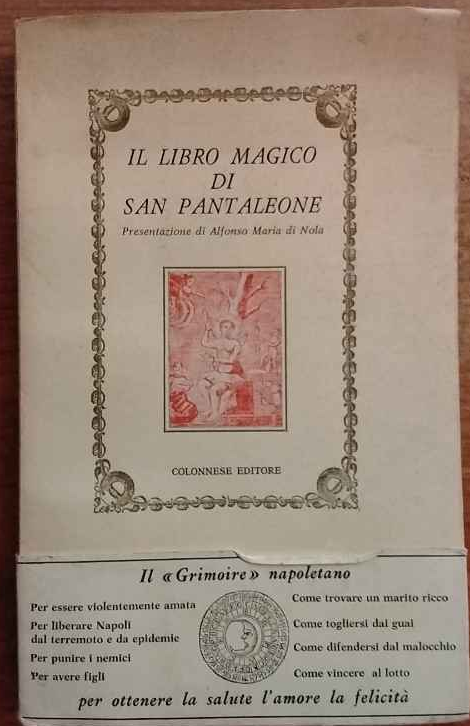 IL LIBRO MAGICO
DI
SAN PANTALEONE
Presentazione di Alfonso Maria di Nola
COLONNESE EDITORE
Il «Grimoire» napoletano
Per essere violentemente amata
Per liberare Napoli
dal terremoto e da epidemie
Per punire i nemici
Per avere figli
Come trovare un marito ricco
Come togliersi dai guai
Come difendersi dal malocchio
Come vincere al lotto
per ottenere la salute l'amore la felicità